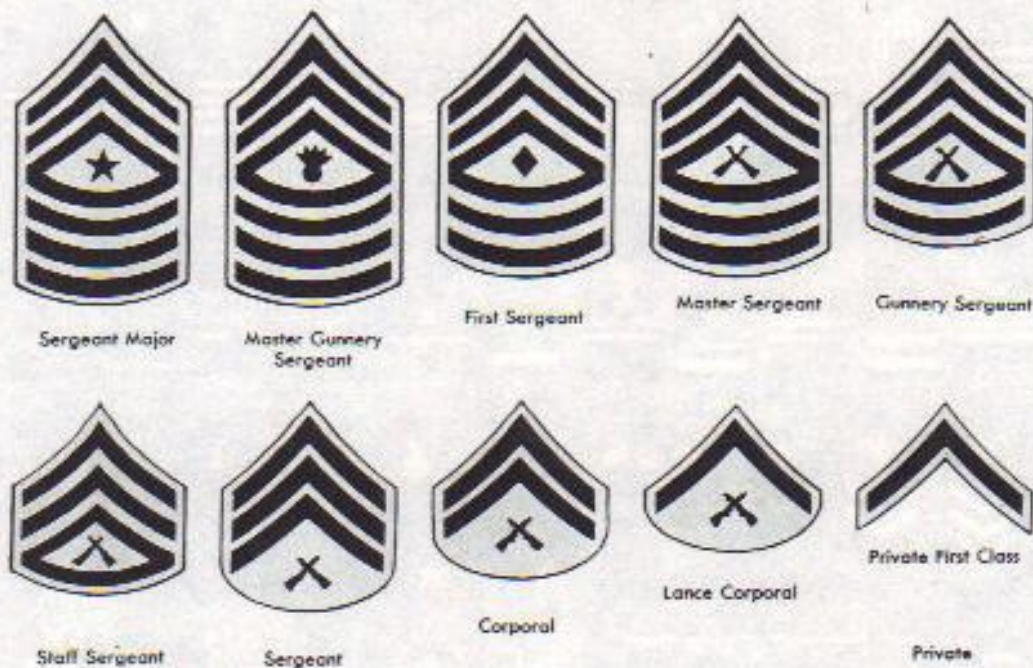 Sergeant Major
Master Gunnery
Sergeant
First Sergeant
Master Sergeant
Gunnery Sergeant
Staff Sergeant
Sergeant
Corporal
Lance Corporal
Private First Class
Private